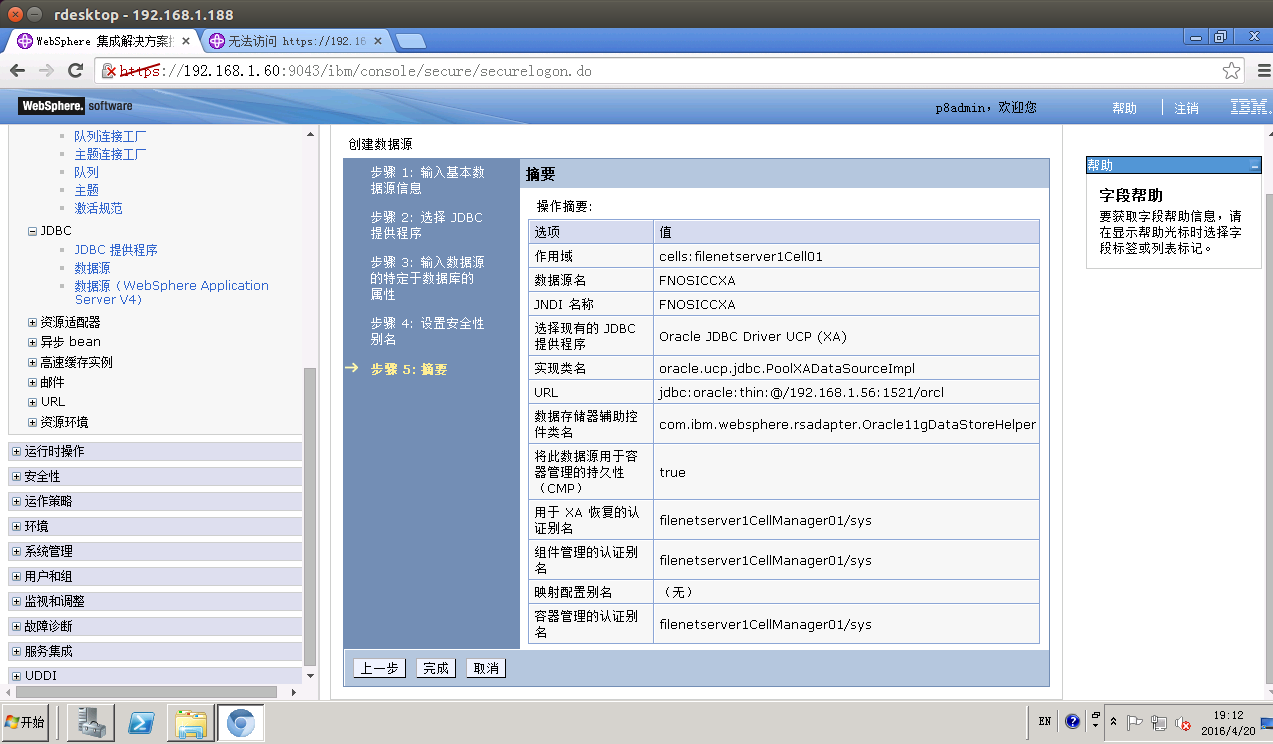 rdesktop - 192.168.1.188
WebSphere 集成解决方案控
无法访问 https://192.16
https://192.168.1.60:9043/ibm/console/secure/securelogon.do
WebSphere. software
p8admin，欢迎您
帮助
注销
IBM.
队列连接工厂
主题连接工厂
队列
主题
激活规范
JDBC
JDBC 提供程序
数据源
数据源（WebSphere Application
Server V4）
资源适配器
异步 bean
高速缓存实例
邮件
URL
资源环境
运行时操作
安全性
运作策略
环境
系统管理
用户和组
监视和调整
故障诊断
服务集成
UDDI
创建数据源
步骤 1: 输入基本数
据源信息
步骤 2: 选择 JDBC
提供程序
步骤 3: 输入数据源
的特定于数据库的
属性
步骤 4: 设置安全性
别名
步骤 5: 摘要
摘要
操作摘要:
选项
值
作用域
cells:filenetserver1Cell01
数据源名
FNOSICCXA
JNDI 名称
FNOSICCXA
选择现有的 JDBC
提供程序
Oracle JDBC Driver UCP (XA)
实现类名
oracle.ucp.jdbc.PoolXADataSourceImpl
URL
jdbc:oracle:thin:@/192.168.1.56:1521/orcl
数据存储器辅助控
件类名
com.ibm.websphere.rsadapter.Oracle11gDataStoreHelper
将此数据源用于容
器管理的持久性
（CMP）
true
用于 XA 恢复的认
证别名
filenetserver1CellManager01/sys
组件管理的认证别
名
filenetserver1CellManager01/sys
映射配置别名
（无）
容器管理的认证别
名
filenetserver1CellManager01/sys
上一步
完成
取消
帮助
字段帮助
要获取字段帮助信息，请
在显示帮助光标时选择字
段标签或列表标记。
开始
EN
19:12
2016/4/20